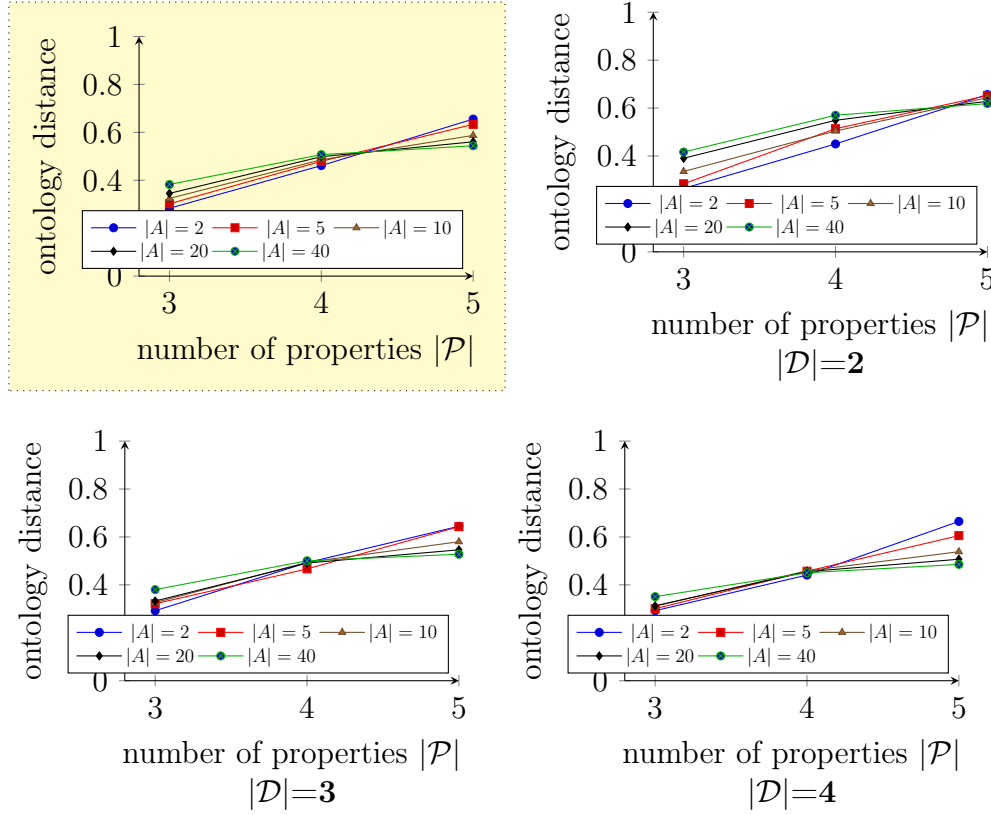 1
0.8
0.6
0.4
ontology distance
|A| = 2 |A| = 5 |A| = 10
|A| = 20 |A| = 40
3 4 5
number of properties |𝒫|
1
0.8
0.6
0.4
0
ontology distance
|A| = 2 |A| = 5 |A| = 10
|A| = 20 |A| = 40
3 4 5
number of properties |𝒫|
|𝒟|=2
1
0.8
0.6
0.4
0
ontology distance
|A| = 2 |A| = 5 |A| = 10
|A| = 20 |A| = 40
3 4 5
number of properties |𝒫|
|𝒟|=3
1
0.8
0.6
0.4
0
ontology distance
|A| = 2 |A| = 5 |A| = 10
|A| = 20 |A| = 40
3 4 5
number of properties |𝒫|
|𝒟|=4